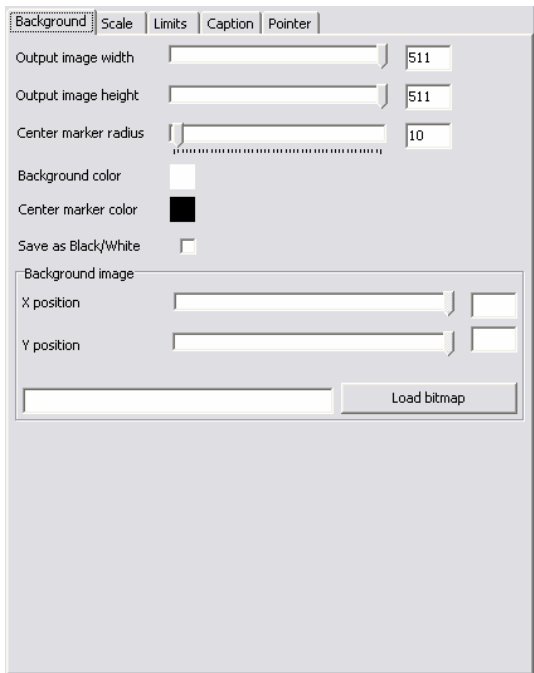 Background Scale Limits Caption Pointer
Output image width 511
Output image height 511
Center marker radius 10
Background color
Center marker color
Save as Black/White
Background image
X position
Y position
Load bitmap